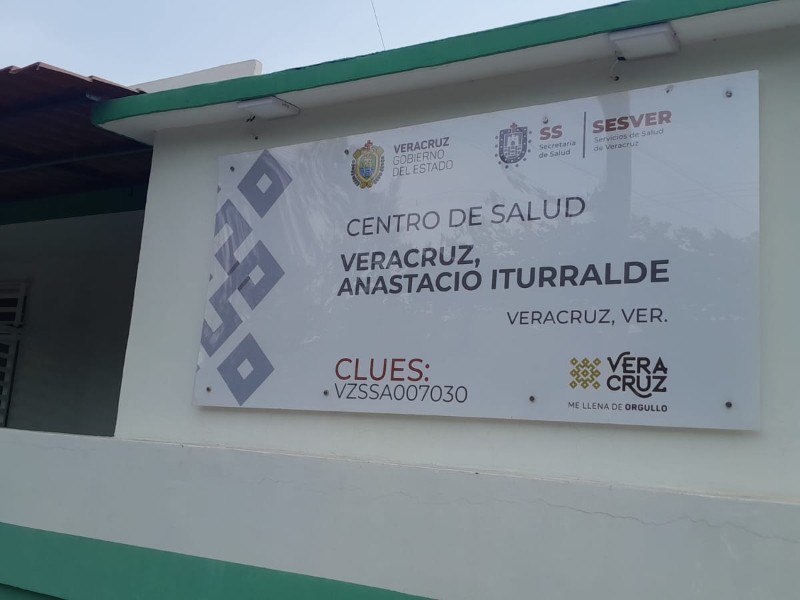 VERACRUZ
GOBIERNO
DEL ESTADO
SS
Secretaría
de Salud
SESVER
Servicios de Salud
de Veracruz
CENTRO DE SALUD
VERACRUZ,
ANASTACIO ITURRALDE
VERACRUZ, VER.
CLUES:
VZSSA007030
VERA
CRUZ
ME LLENA DE ORGULLO